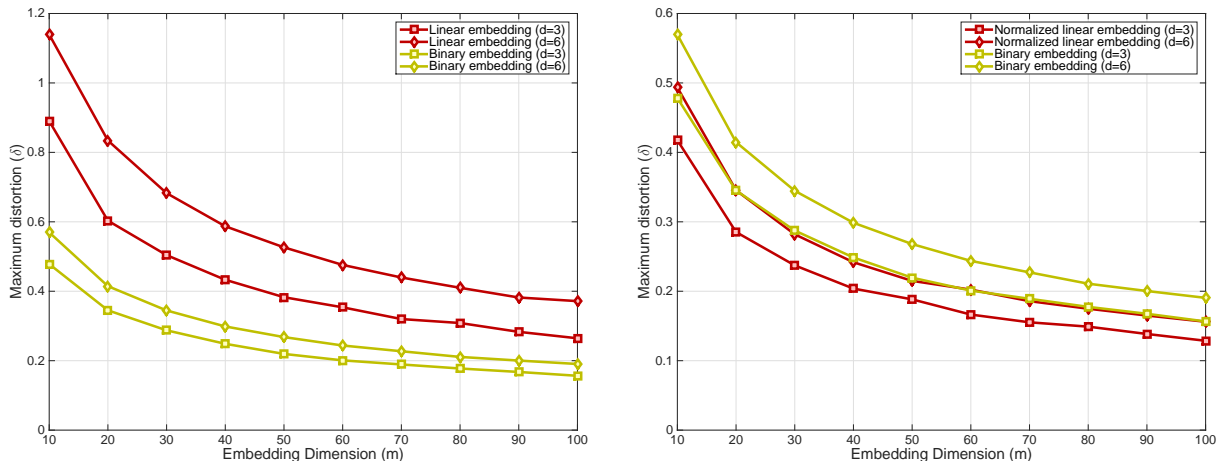 1.2
1
0.8
0.6
0.4
0.2
0
Maximum distortion (δ)
Linear embedding (d=3)
Linear embedding (d=6)
Binary embedding (d=3)
Binary embedding (d=6)
10 20 30 40 50 60 70 80 90 100
Embedding Dimension (m)
0.6
0.5
0.4
0.3
0.2
0.1
0
Maximum distortion (δ)
Normalized linear embedding (d=3)
Normalized linear embedding (d=6)
Binary embedding (d=3)
Binary embedding (d=6)
10 20 30 40 50 60 70 80 90 100
Embedding Dimension (m)